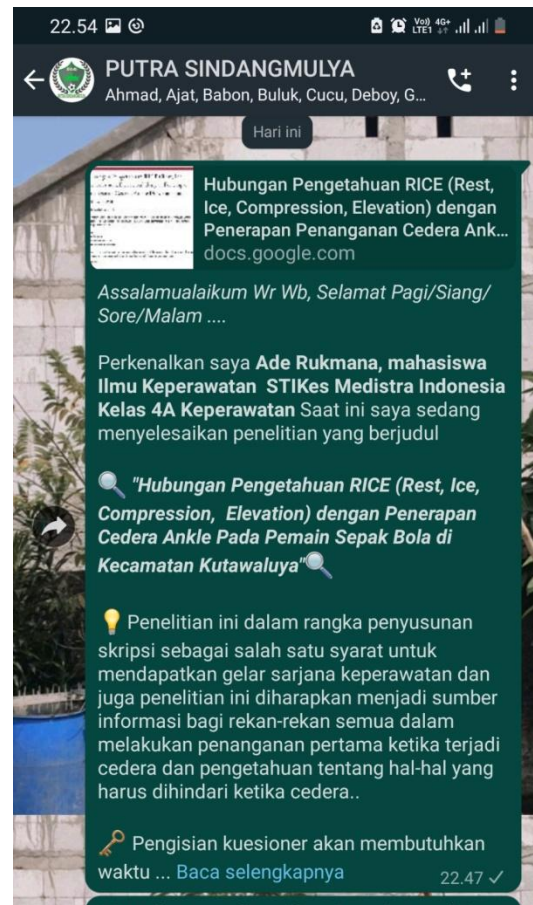 22.54
Voo) 4G+
LTE1
PUTRA SINDANGMULYA
Ahmad, Ajat, Babon, Buluk, Cucu, Deboy, G...
Hari ini
Hubungan Pengetahuan RICE (Rest,
Ice, Compression, Elevation) dengan
Penerapan Penanganan Cedera Ank...
docs.google.com
Assalamualaikum Wr Wb, Selamat Pagi/Siang/
Sore/Malam ....
Perkenalkan saya Ade Rukmana, mahasiswa
Ilmu Keperawatan STIKes Medistra Indonesia
Kelas 4A Keperawatan Saat ini saya sedang
menyelesaikan penelitian yang berjudul
🔍 "Hubungan Pengetahuan RICE (Rest, Ice,
Compression, Elevation) dengan Penerapan
Cedera Ankle Pada Pemain Sepak Bola di
Kecamatan Kutawaluya"🔍
💡 Penelitian ini dalam rangka penyusunan
skripsi sebagai salah satu syarat untuk
mendapatkan gelar sarjana keperawatan dan
juga penelitian ini diharapkan menjadi sumber
informasi bagi rekan-rekan semua dalam
melakukan penanganan pertama ketika terjadi
cedera dan pengetahuan tentang hal-hal yang
harus dihindari ketika cedera..
🗝 Pengisian kuesioner akan membutuhkan
waktu ... Baca selengkapnya
22.47